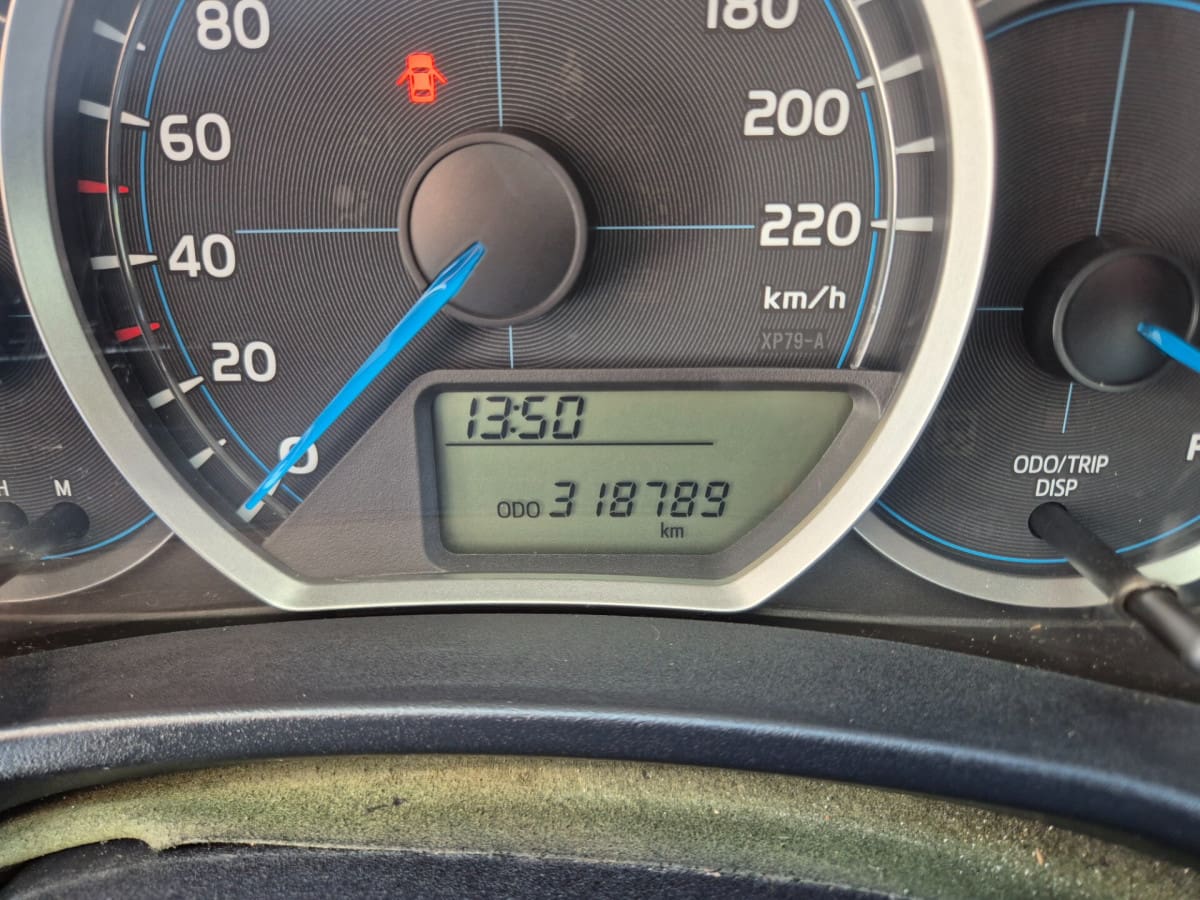 80
180
60
200
40
220
km/h
XP79-A
20
0
13:50
ODO 318789
km
H M
ODO/TRIP
DISP
F